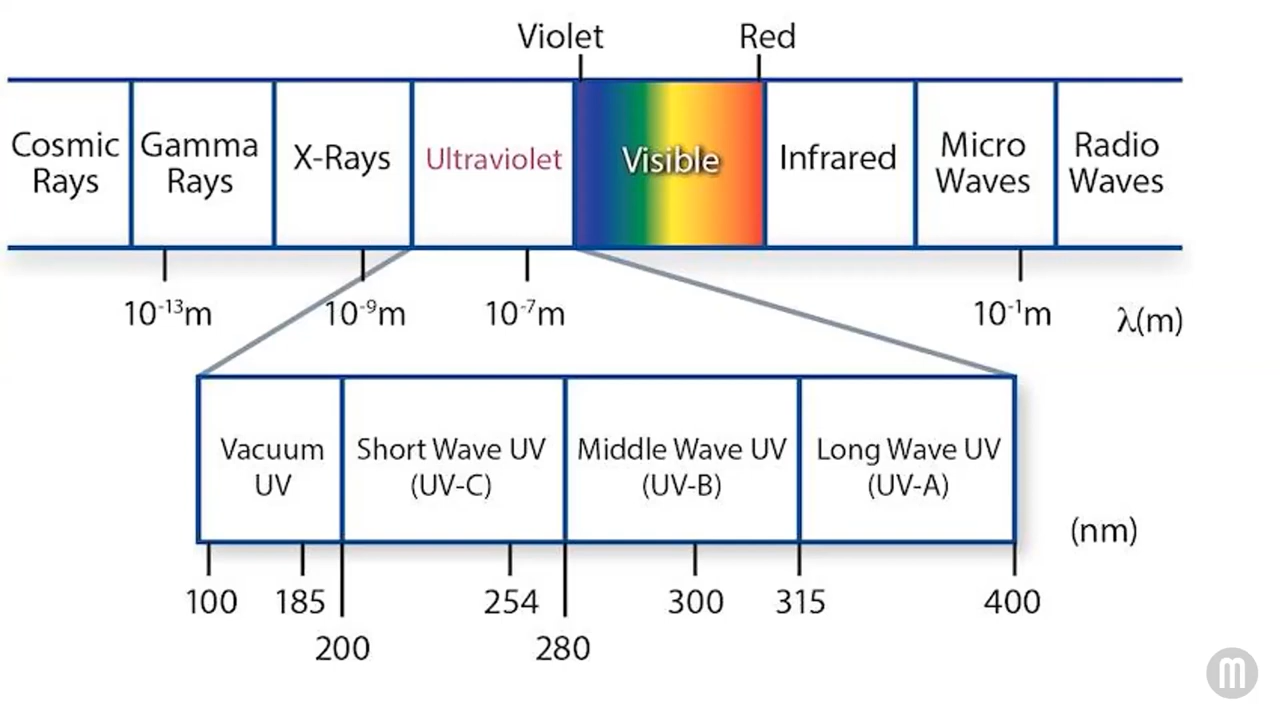 Violet
Red
Cosmic
Rays
Gamma
Rays
X-Rays
Ultraviolet
Visible
Infrared
Micro
Waves
Radio
Waves
10⁻¹³m
10⁻⁹m
10⁻⁷m
10⁻¹m
λ(m)
Vacuum
UV
Short Wave UV
(UV-C)
Middle Wave UV
(UV-B)
Long Wave UV
(UV-A)
(nm)
100
185
200
254
280
300
315
400
m